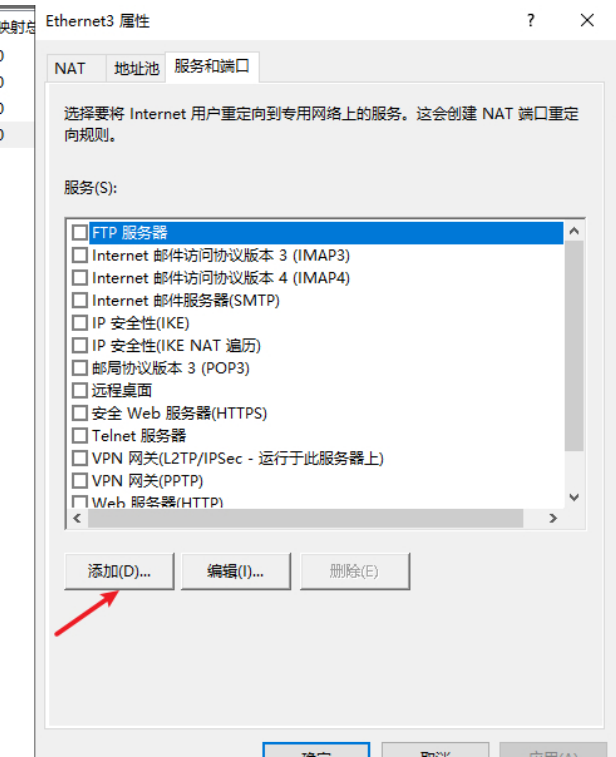 映射总
Ethernet3 属性
NAT 地址池 服务和端口
选择要将 Internet 用户重定向到专用网络上的服务。这会创建 NAT 端口重定
向规则。
服务(S):
FTP 服务器
Internet 邮件访问协议版本 3 (IMAP3)
Internet 邮件访问协议版本 4 (IMAP4)
Internet 邮件服务器(SMTP)
IP 安全性(IKE)
IP 安全性(IKE NAT 遍历)
邮局协议版本 3 (POP3)
远程桌面
安全 Web 服务器(HTTPS)
Telnet 服务器
VPN 网关(L2TP/IPSec - 运行于此服务器上)
VPN 网关(PPTP)
Web 服务器(HTTP)
添加(D)... 编辑(I)... 删除(E)
确定 取消 应用(A)